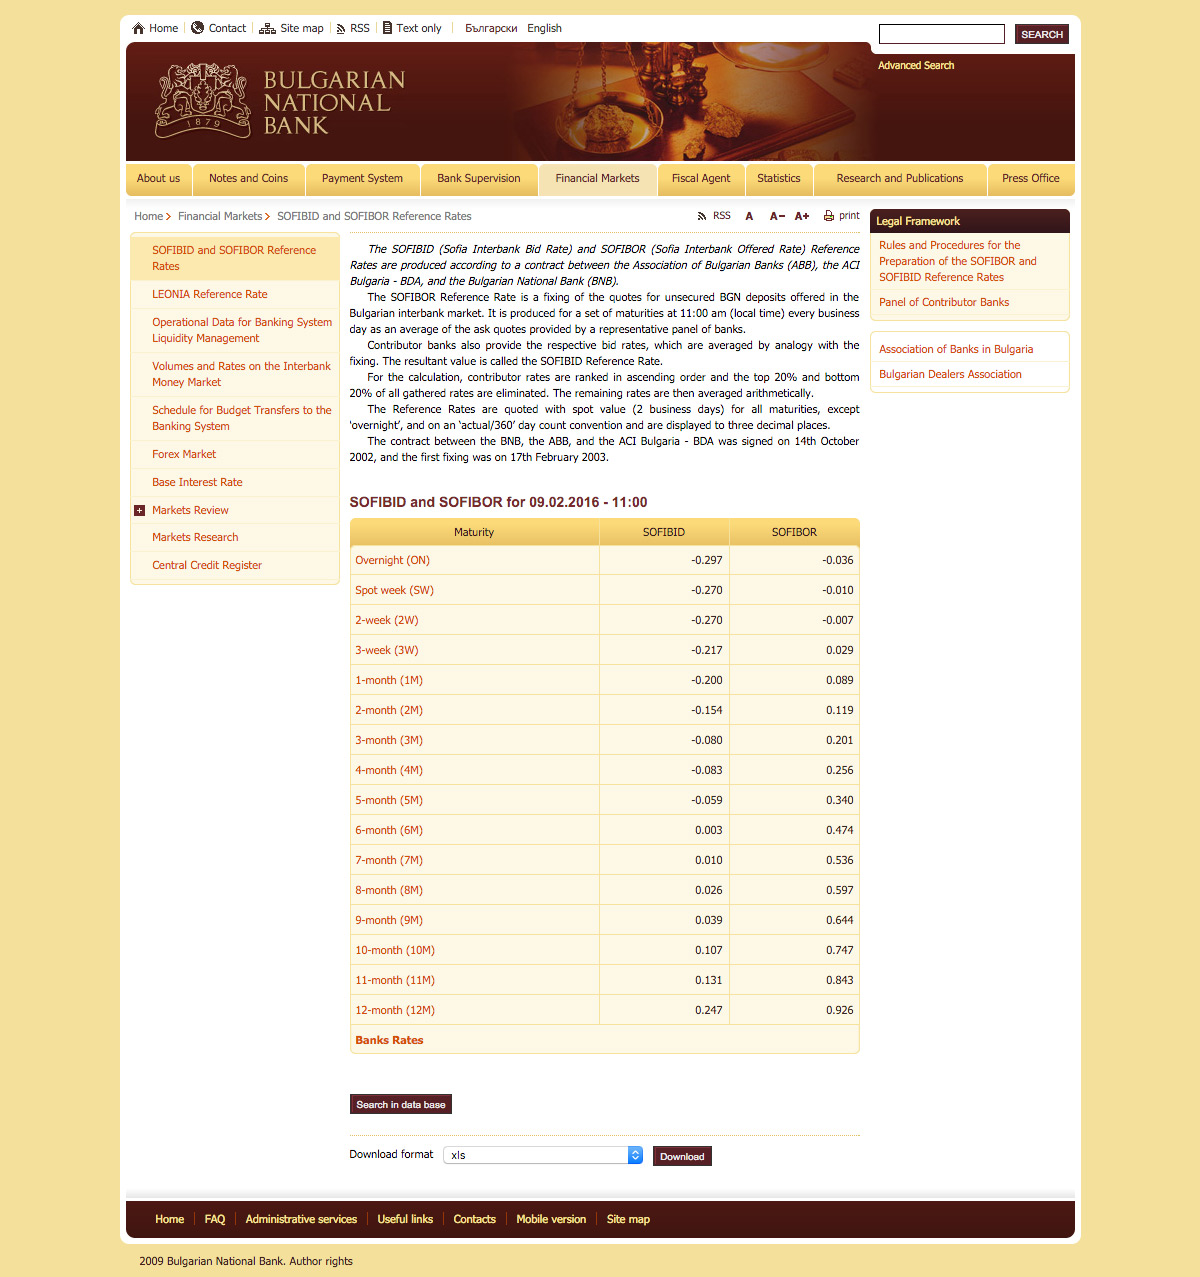 Home Contact Site map RSS Text only Български English
SEARCH
Advanced Search
BULGARIAN
NATIONAL
BANK
1879
About us Notes and Coins Payment System Bank Supervision Financial Markets Fiscal Agent Statistics Research and Publications Press Office
Home > Financial Markets > SOFIBID and SOFIBOR Reference Rates
RSS A A- A+ print
SOFIBID and SOFIBOR Reference
Rates
LEONIA Reference Rate
Operational Data for Banking System
Liquidity Management
Volumes and Rates on the Interbank
Money Market
Schedule for Budget Transfers to the
Banking System
Forex Market
Base Interest Rate
Markets Review
Markets Research
Central Credit Register
The SOFIBID (Sofia Interbank Bid Rate) and SOFIBOR (Sofia Interbank Offered Rate) Reference
Rates are produced according to a contract between the Association of Bulgarian Banks (ABB), the ACI
Bulgaria - BDA, and the Bulgarian National Bank (BNB).
The SOFIBOR Reference Rate is a fixing of the quotes for unsecured BGN deposits offered in the
Bulgarian interbank market. It is produced for a set of maturities at 11:00 am (local time) every business
day as an average of the ask quotes provided by a representative panel of banks.
Contributor banks also provide the respective bid rates, which are averaged by analogy with the
fixing. The resultant value is called the SOFIBID Reference Rate.
For the calculation, contributor rates are ranked in ascending order and the top 20% and bottom
20% of all gathered rates are eliminated. The remaining rates are then averaged arithmetically.
The Reference Rates are quoted with spot value (2 business days) for all maturities, except
'overnight', and on an 'actual/360' day count convention and are displayed to three decimal places.
The contract between the BNB, the ABB, and the ACI Bulgaria - BDA was signed on 14th October
2002, and the first fixing was on 17th February 2003.
Legal Framework
Rules and Procedures for the
Preparation of the SOFIBOR and
SOFIBID Reference Rates
Panel of Contributor Banks
Association of Banks in Bulgaria
Bulgarian Dealers Association
SOFIBID and SOFIBOR for 09.02.2016 - 11:00
Maturity SOFIBID SOFIBOR
Overnight (ON) -0.297 -0.036
Spot week (SW) -0.270 -0.010
2-week (2W) -0.270 -0.007
3-week (3W) -0.217 0.029
1-month (1M) -0.200 0.089
2-month (2M) -0.154 0.119
3-month (3M) -0.080 0.201
4-month (4M) -0.083 0.256
5-month (5M) -0.059 0.340
6-month (6M) 0.003 0.474
7-month (7M) 0.010 0.536
8-month (8M) 0.026 0.597
9-month (9M) 0.039 0.644
10-month (10M) 0.107 0.747
11-month (11M) 0.131 0.843
12-month (12M) 0.247 0.926
Banks Rates
Search in data base
Download format xls Download
Home FAQ Administrative services Useful links Contacts Mobile version Site map
2009 Bulgarian National Bank. Author rights